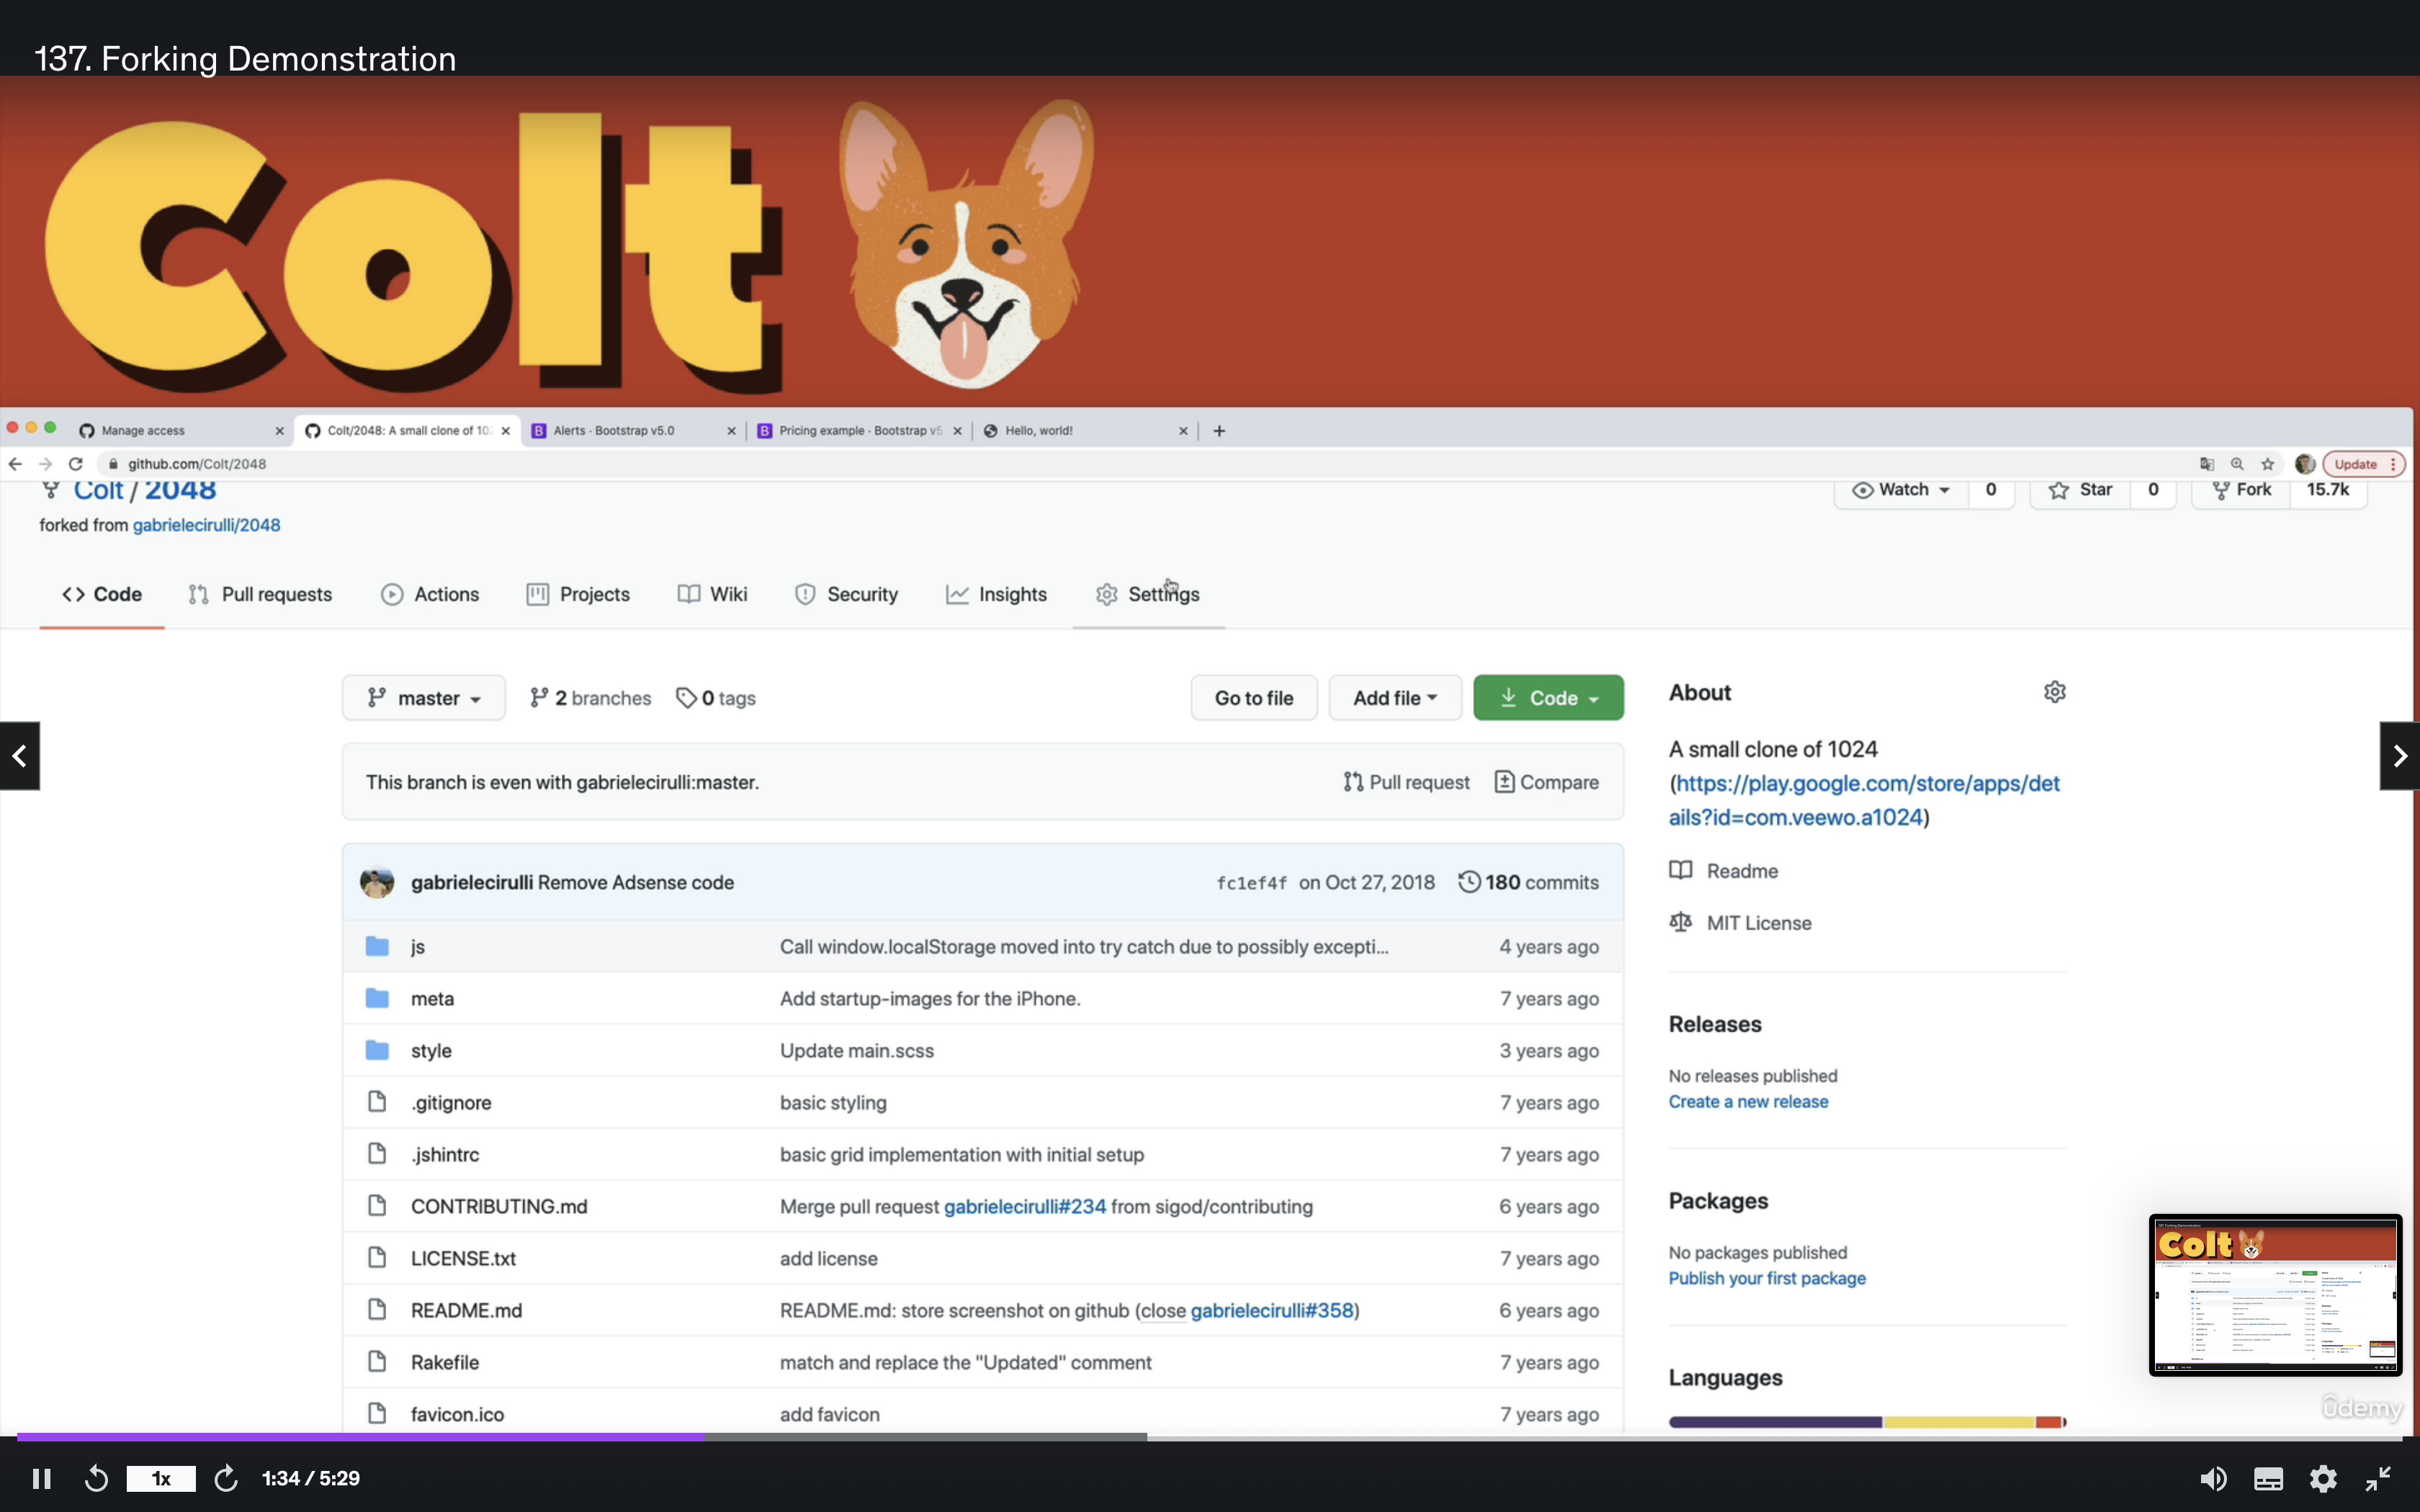 137. Forking Demonstration
Colt
Manage access
Colt/2048: A small clone of 10
Alerts · Bootstrap v5.0
Pricing example · Bootstrap v5
Hello, world!
github.com/Colt/2048
Update
Colt / 2048
Watch 0
Star 0
Fork 15.7k
forked from gabrielecirulli/2048
Code
Pull requests
Actions
Projects
Wiki
Security
Insights
Settings
master
2 branches
0 tags
Go to file
Add file
Code
This branch is even with gabrielecirulli:master.
Pull request
Compare
gabrielecirulli Remove Adsense code
fc1ef4f on Oct 27, 2018
180 commits
js Call window.localStorage moved into try catch due to possibly excepti... 4 years ago
meta Add startup-images for the iPhone. 7 years ago
style Update main.scss 3 years ago
.gitignore basic styling 7 years ago
.jshintrc basic grid implementation with initial setup 7 years ago
CONTRIBUTING.md Merge pull request gabrielecirulli#234 from sigod/contributing 6 years ago
LICENSE.txt add license 7 years ago
README.md README.md: store screenshot on github (close gabrielecirulli#358) 6 years ago
Rakefile match and replace the "Updated" comment 7 years ago
favicon.ico add favicon 7 years ago
About
A small clone of 1024
(https://play.google.com/store/apps/det
ails?id=com.veewo.a1024)
Readme
MIT License
Releases
No releases published
Create a new release
Packages
No packages published
Publish your first package
Languages
Colt
udemy
1x
1:34 / 5:29